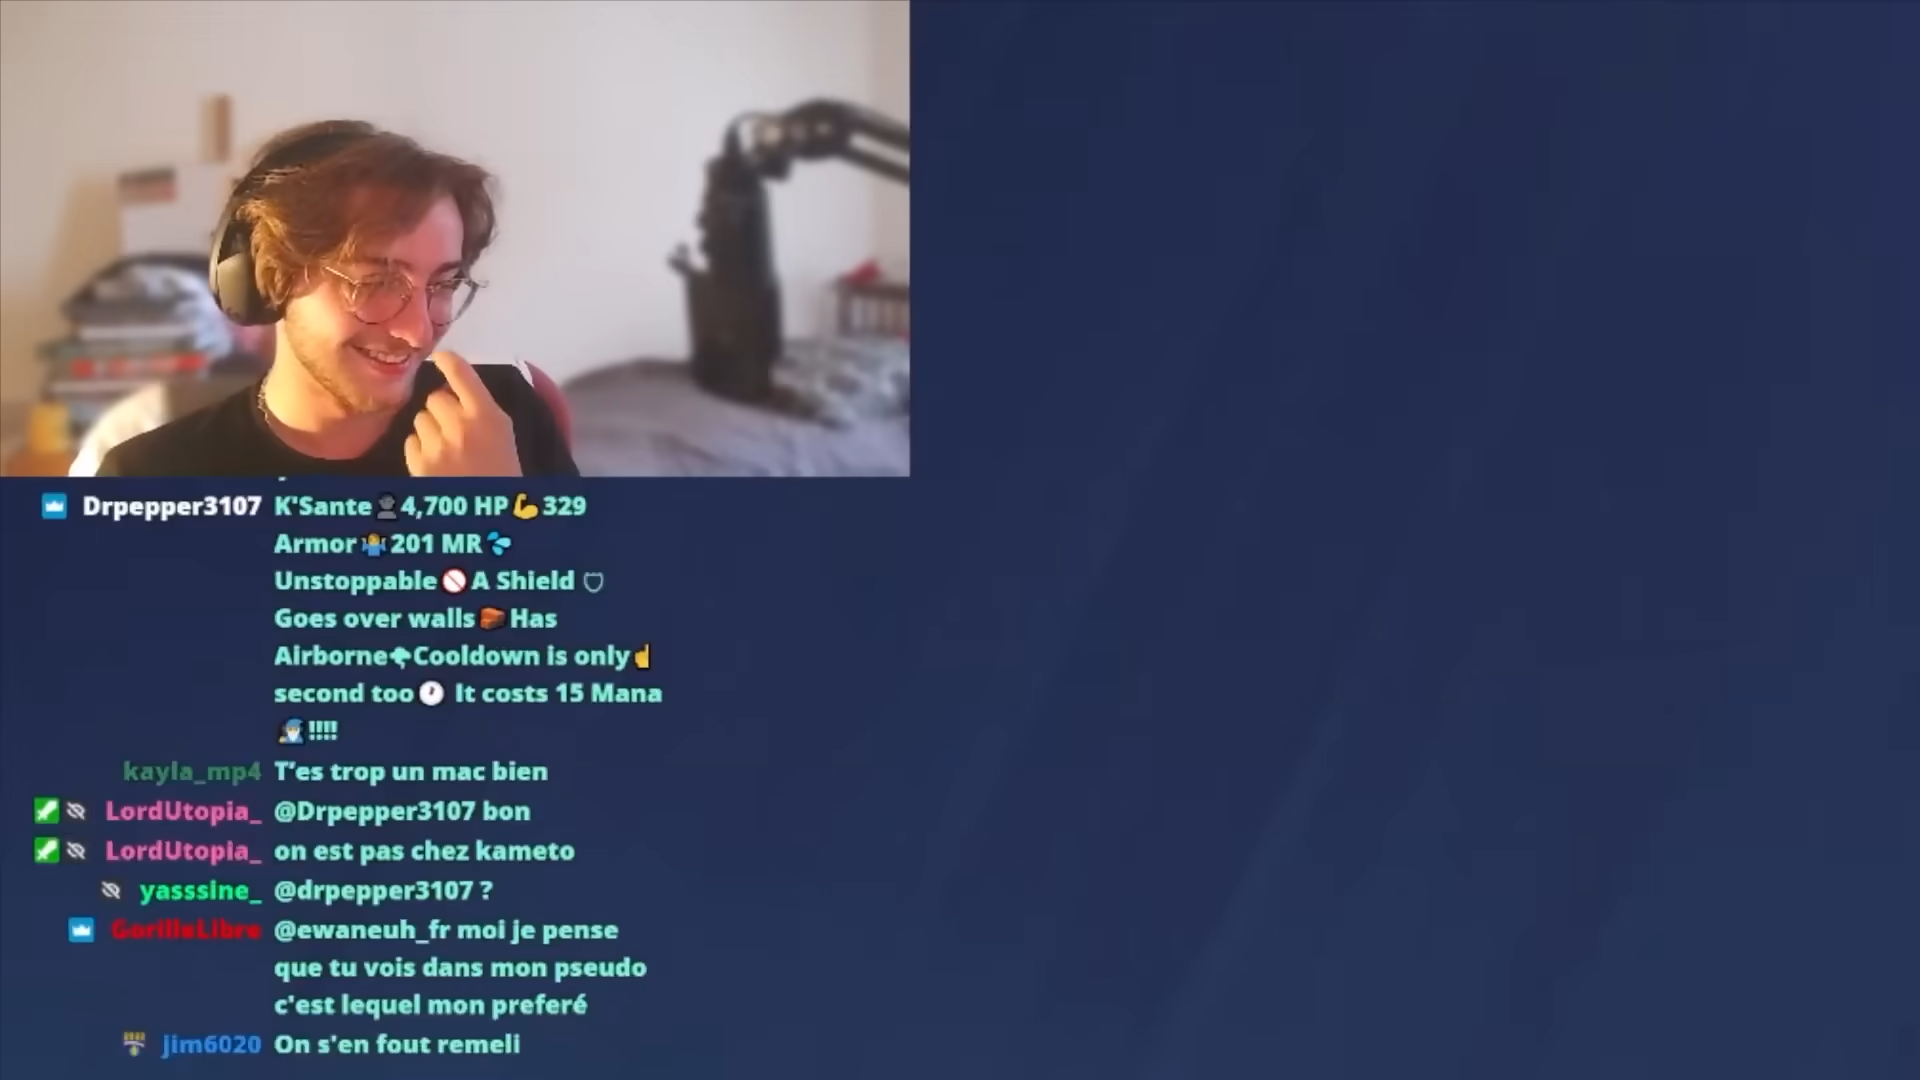 Drpepper3107 K'Sante👤4,700 HP💪329
Armor🤷201 MR💦
Unstoppable🚫A Shield🛡
Goes over walls🧱Has
Airborne🌪Cooldown is only☝
second too🕐 It costs 15 Mana
🧙‍♂️!!!!
kayla_mp4 T'es trop un mac bien
LordUtopia_ @Drpepper3107 bon
LordUtopia_ on est pas chez kameto
yasssine_ @drpepper3107 ?
GorilleLibre @ewaneuh_fr moi je pense
que tu vois dans mon pseudo
c'est lequel mon preferé
jim6020 On s'en fout remeli